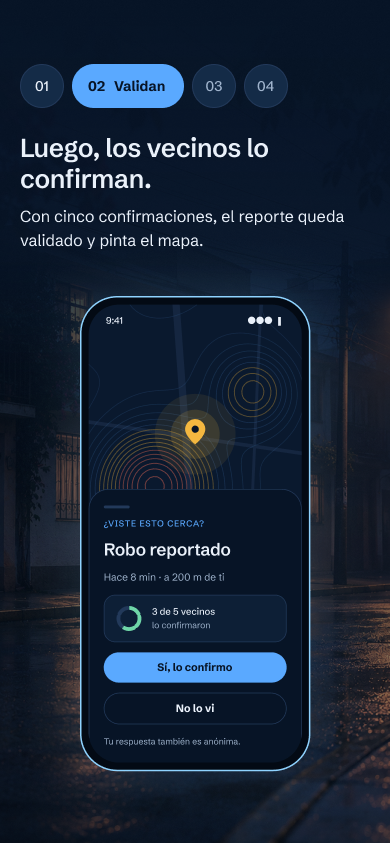 01
02 Validan
03
04
Luego, los vecinos lo
confirman.
Con cinco confirmaciones, el reporte queda
validado y pinta el mapa.
9:41
¿VISTE ESTO CERCA?
Robo reportado
Hace 8 min · a 200 m de ti
3 de 5 vecinos
lo confirmaron
Sí, lo confirmo
No lo vi
Tu respuesta también es anónima.